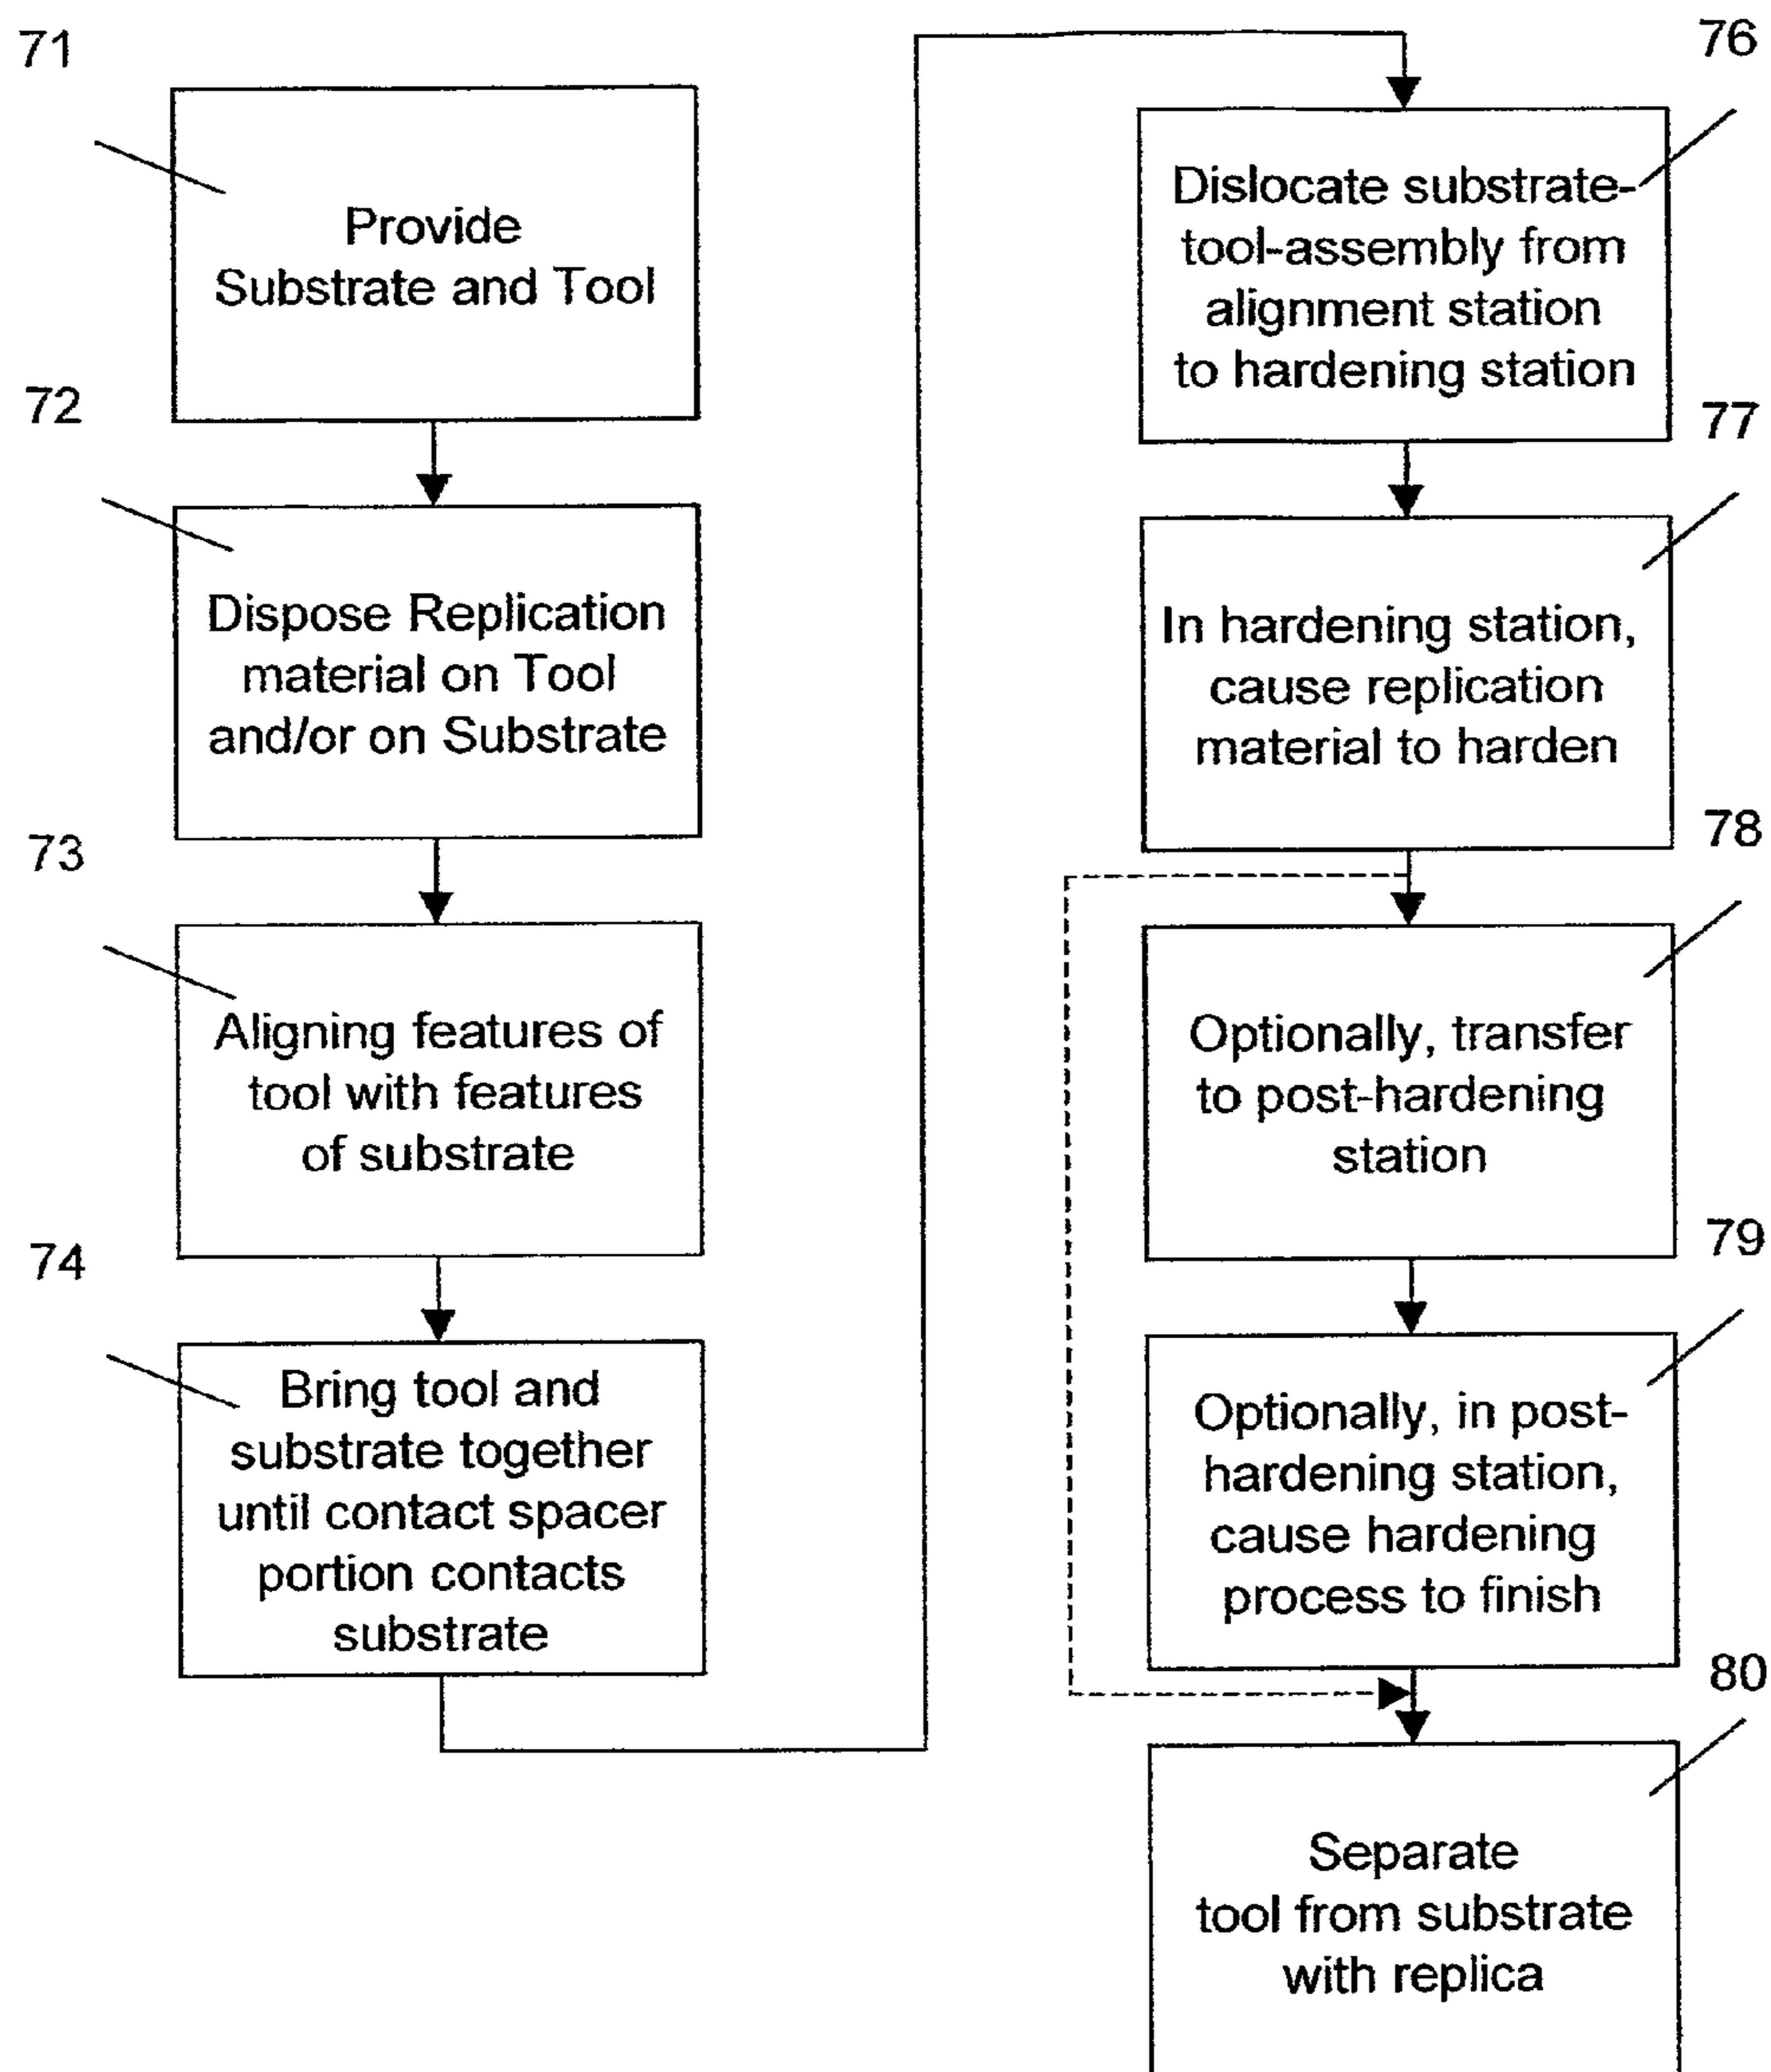 71
Provide
Substrate and Tool
72
Dispose Replication
material on Tool
and/or on Substrate
73
Aligning features of
tool with features
of substrate
74
Bring tool and
substrate together
until contact spacer
portion contacts
substrate
76
Dislocate substrate-
tool-assembly from
alignment station
to hardening station
77
In hardening station,
cause replication
material to harden
78
Optionally, transfer
to post-hardening
station
79
Optionally, in post-
hardening station,
cause hardening
process to finish
80
Separate
tool from substrate
with replica